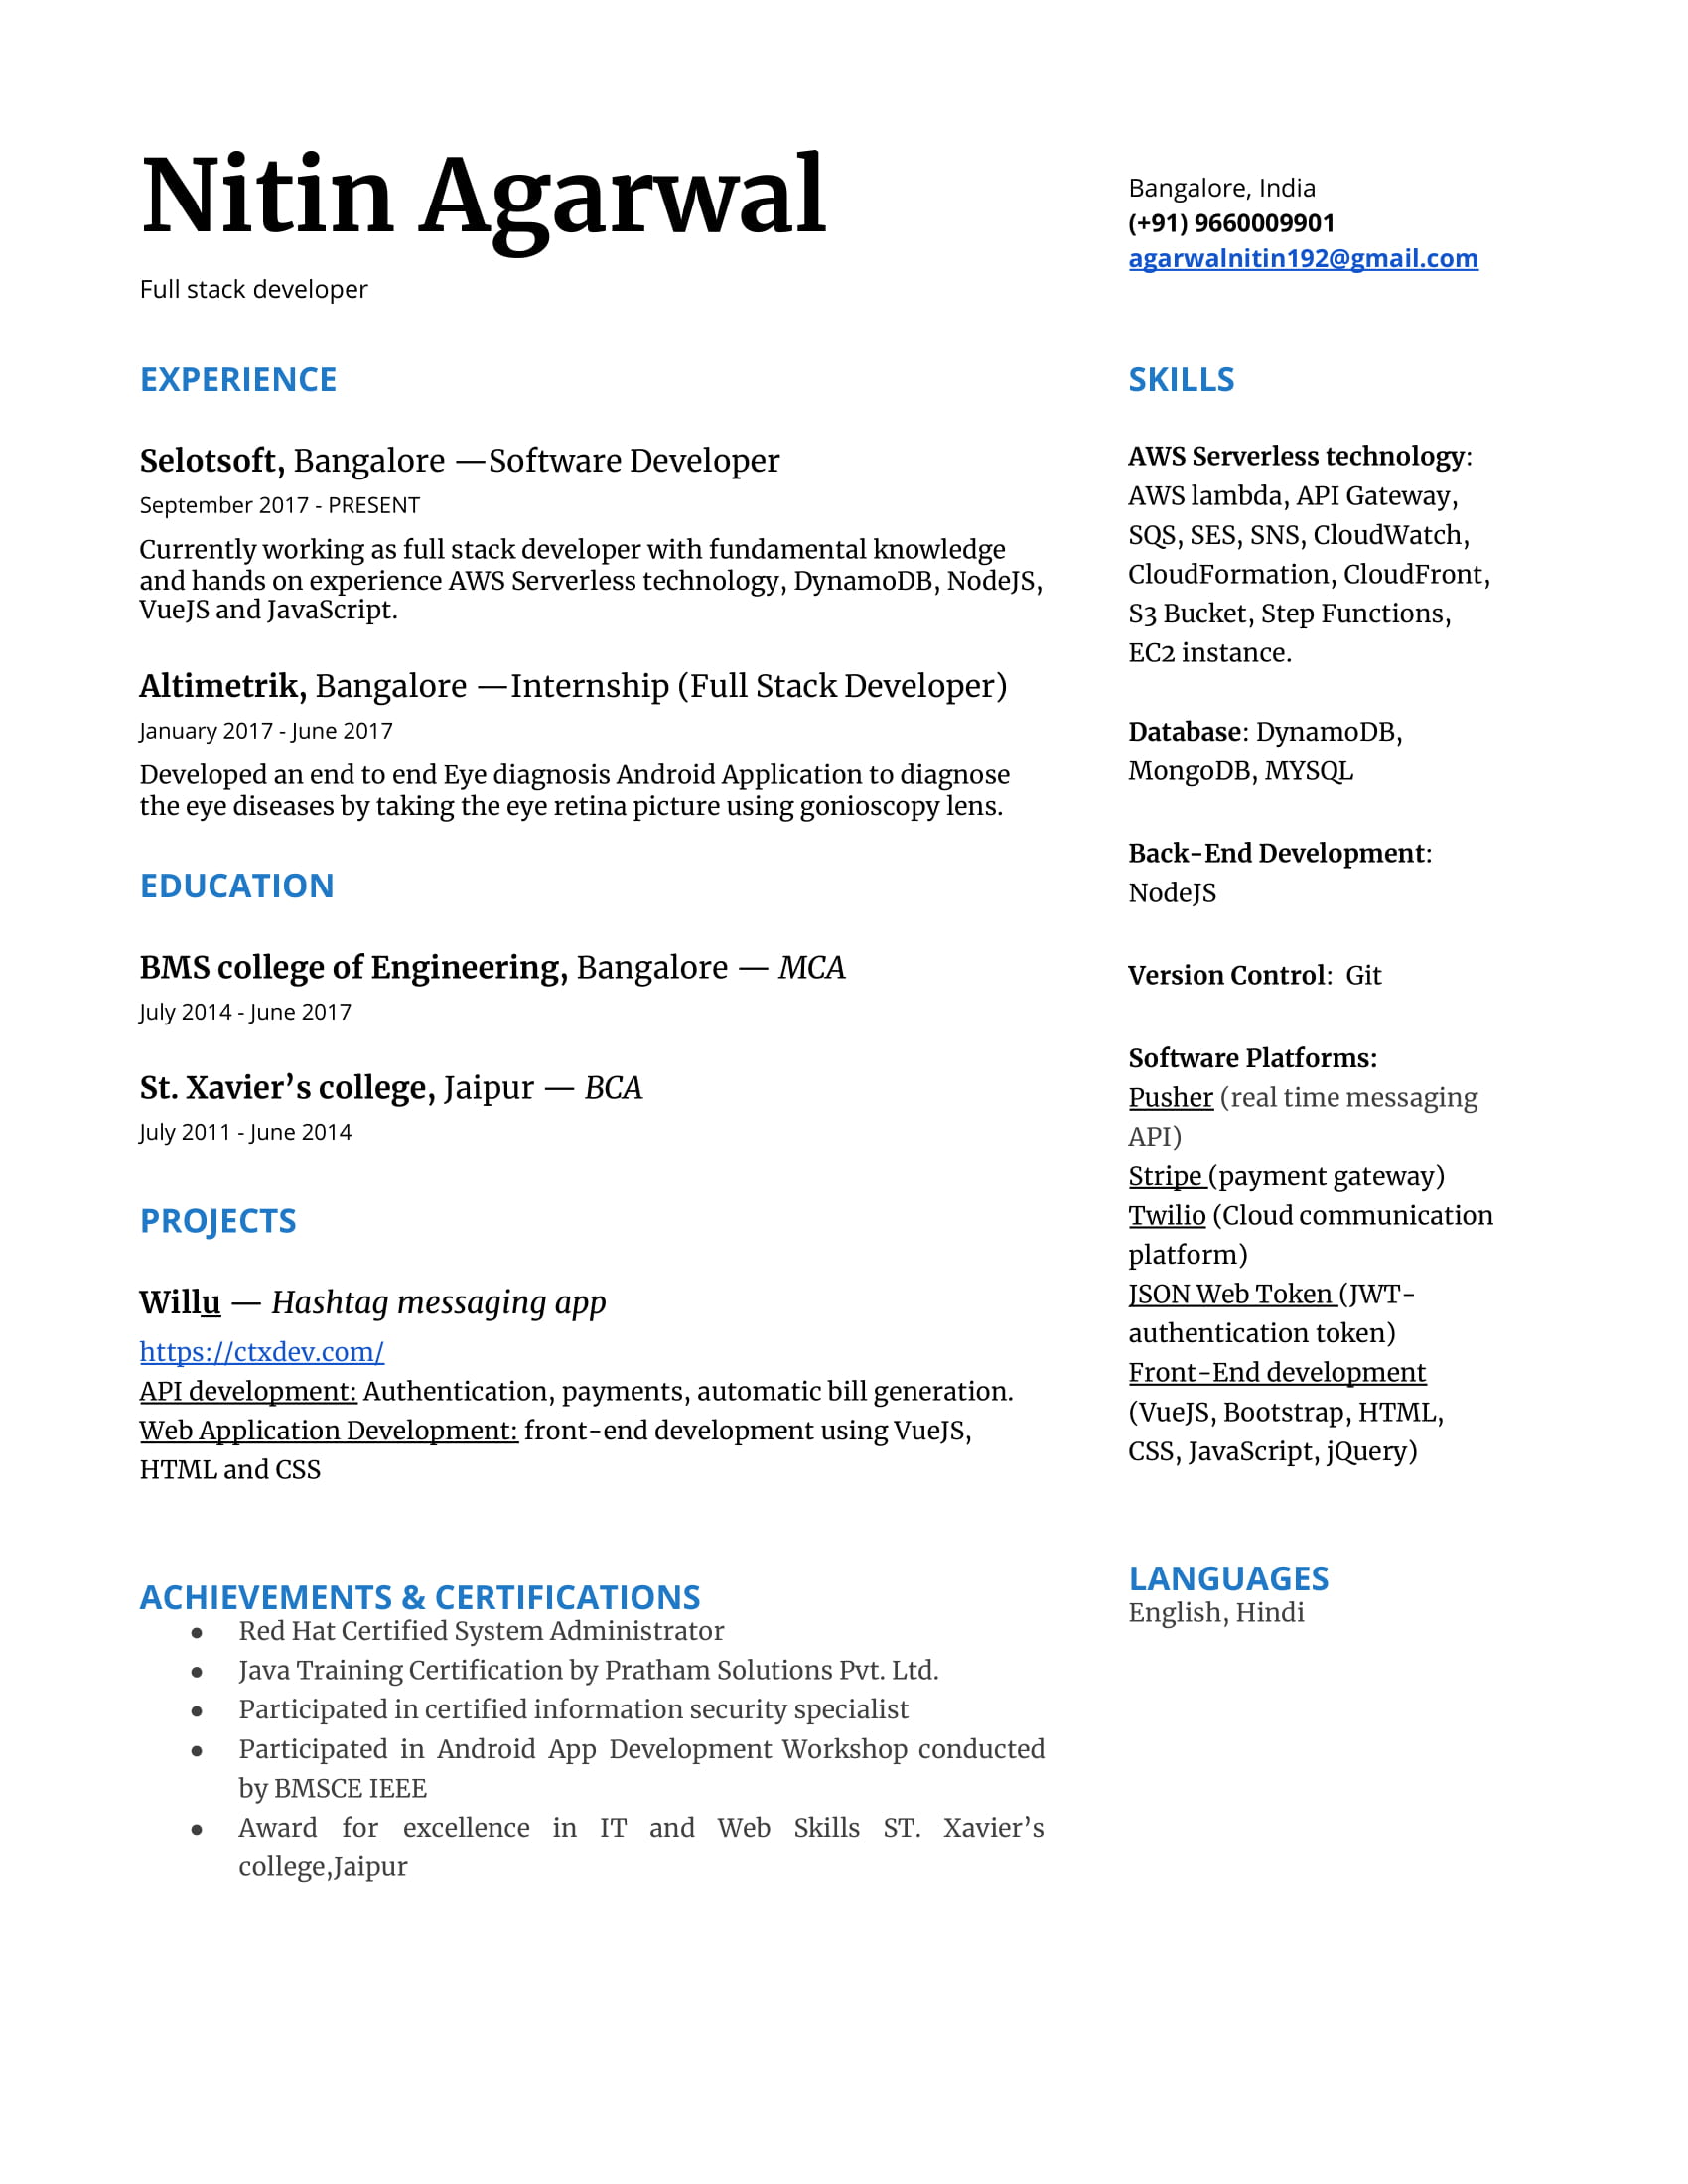 Nitin Agarwal
Full stack developer
Bangalore, India
(+91) 9660009901
agarwalnitin192@gmail.com
EXPERIENCE
Selotsoft, Bangalore —Software Developer
September 2017 - PRESENT
Currently working as full stack developer with fundamental knowledge
and hands on experience AWS Serverless technology, DynamoDB, NodeJS,
VueJS and JavaScript.
Altimetrik, Bangalore —Internship (Full Stack Developer)
January 2017 - June 2017
Developed an end to end Eye diagnosis Android Application to diagnose
the eye diseases by taking the eye retina picture using gonioscopy lens.
EDUCATION
BMS college of Engineering, Bangalore — MCA
July 2014 - June 2017
St. Xavier’s college, Jaipur — BCA
July 2011 - June 2014
PROJECTS
Willu — Hashtag messaging app
https://ctxdev.com/
API development: Authentication, payments, automatic bill generation.
Web Application Development: front-end development using VueJS,
HTML and CSS
ACHIEVEMENTS & CERTIFICATIONS
● Red Hat Certified System Administrator
● Java Training Certification by Pratham Solutions Pvt. Ltd.
● Participated in certified information security specialist
● Participated in Android App Development Workshop conducted
by BMSCE IEEE
● Award for excellence in IT and Web Skills ST. Xavier’s
college,Jaipur
SKILLS
AWS Serverless technology:
AWS lambda, API Gateway,
SQS, SES, SNS, CloudWatch,
CloudFormation, CloudFront,
S3 Bucket, Step Functions,
EC2 instance.
Database: DynamoDB,
MongoDB, MYSQL
Back-End Development:
NodeJS
Version Control: Git
Software Platforms:
Pusher (real time messaging
API)
Stripe (payment gateway)
Twilio (Cloud communication
platform)
JSON Web Token (JWT-
authentication token)
Front-End development
(VueJS, Bootstrap, HTML,
CSS, JavaScript, jQuery)
LANGUAGES
English, Hindi